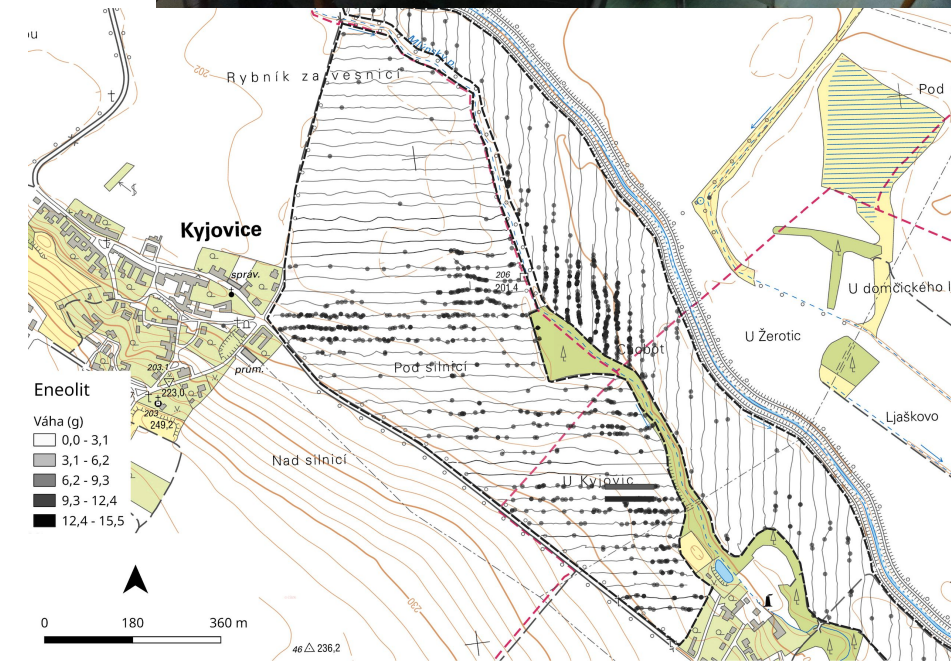 Mlýnská
202
Rybník za vesnicí
Pod
Kyjovice
správ.
206
201,4
U domčického l
U Žerotic
Chobot
203.1
prům.
Pod silnicí
223,0
203
249,2
Ljaškovo
Nad silnicí
U Kyjovic
Eneolit
Váha (g)
0,0 - 3,1
3,1 - 6,2
6,2 - 9,3
9,3 - 12,4
12,4 - 15,5
230
0 180 360 m
46 236,2